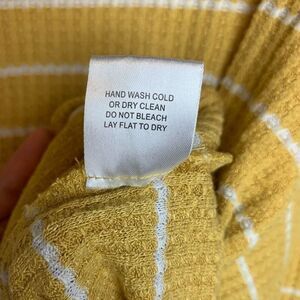 HAND WASH COLD
OR DRY CLEAN
DO NOT BLEACH
LAY FLAT TO DRY